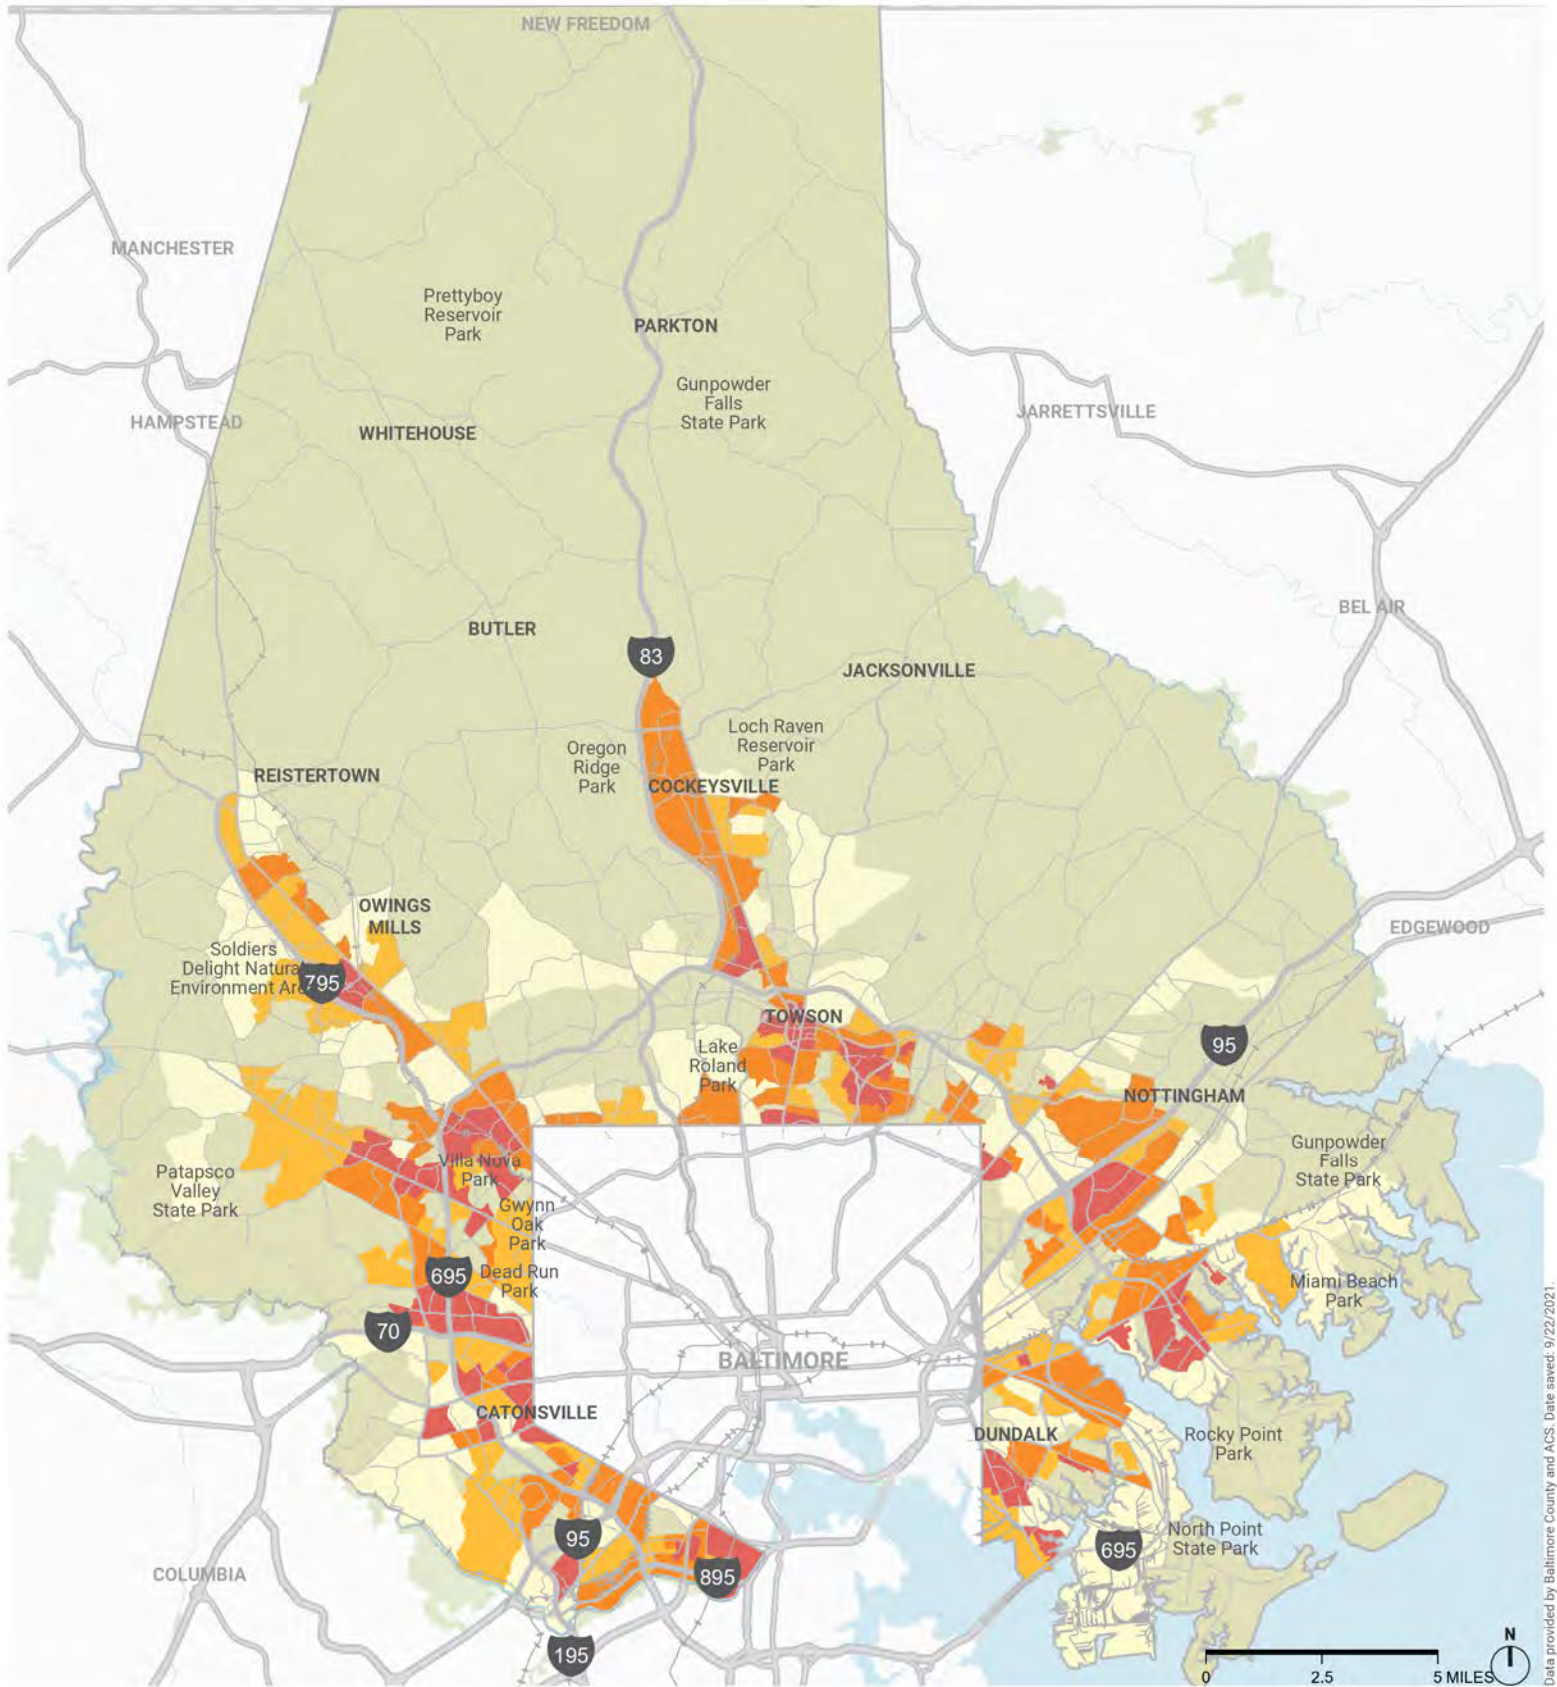 NEW FREEDOM
MANCHESTER
Prettyboy
Reservoir
Park
PARKTON
Gunpowder
Falls
State Park
JARRETTSVILLE
HAMPSTEAD
WHITEHOUSE
BEL AIR
BUTLER
83
JACKSONVILLE
Loch Raven
Reservoir
Park
Oregon
Ridge
Park
REISTERTOWN
COCKEYSVILLE
OWINGS
MILLS
EDGEWOOD
Soldiers
Delight Natura
Environment Are
795
TOWSON
95
Lake
Roland
Park
NOTTINGHAM
Gunpowder
Falls
State Park
Villa Nova
Park
Patapsco
Valley
State Park
Gwynn
Oak
Park
695
Dead Run
Park
Miami Beach
Park
70
BALTIMORE
CATONSVILLE
DUNDALK
Rocky Point
Park
95
North Point
State Park
695
COLUMBIA
895
195
N
0
2.5
5 MILES
Data provided by Baltimore County and ACS. Date saved: 9/22/2021.